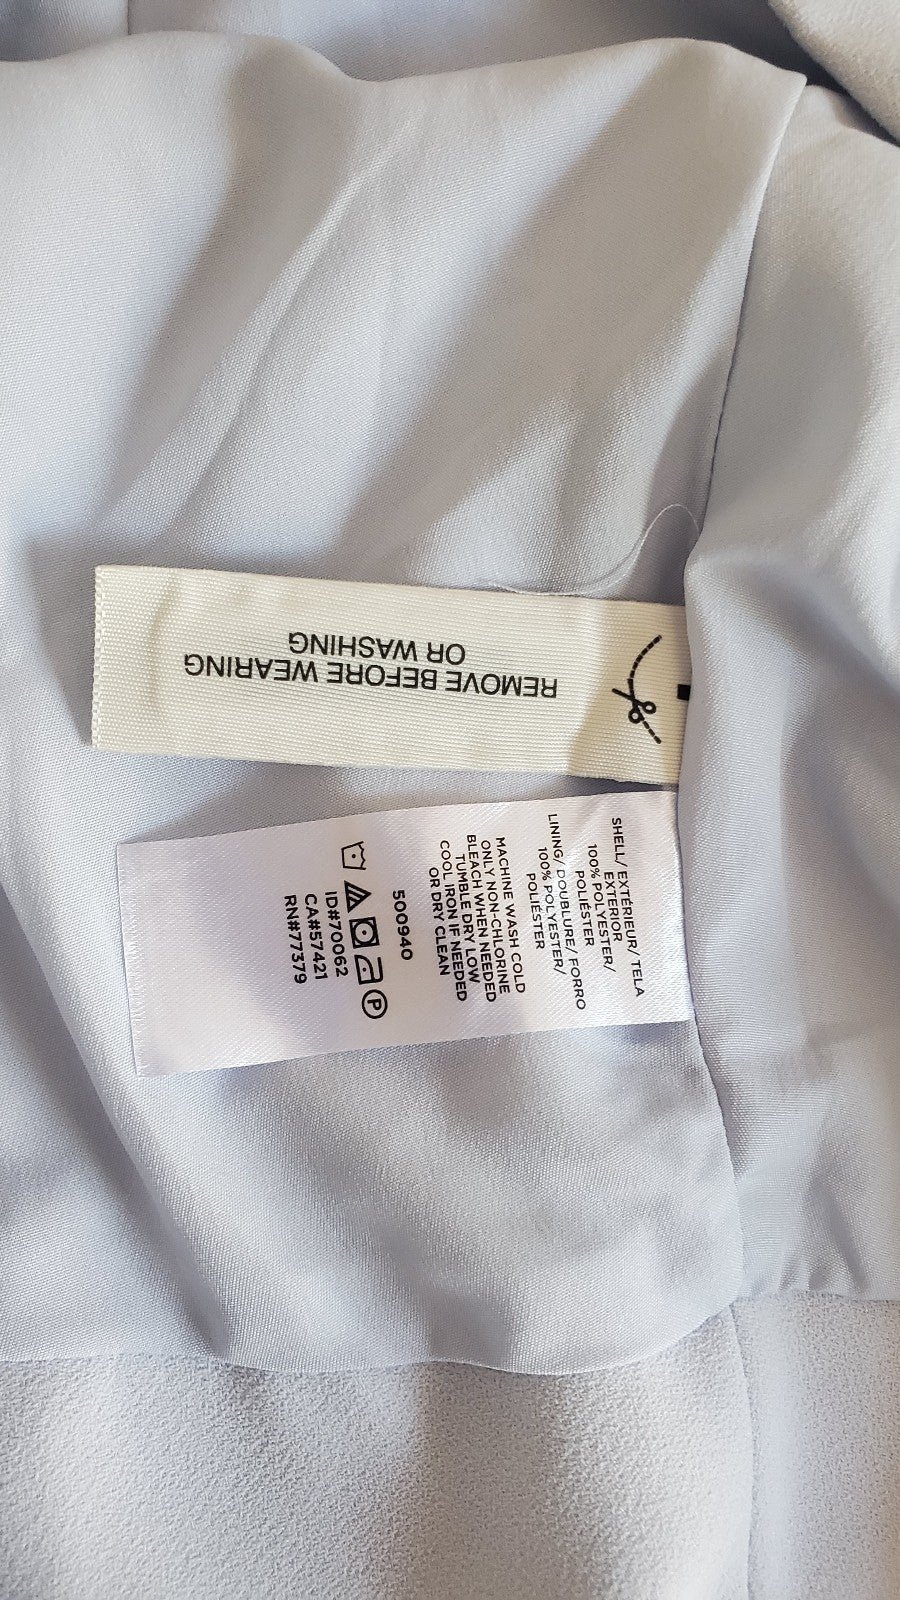 REMOVE BEFORE WEARING
OR WASHING
SHELL/ EXTÉRIEUR/ TELA
EXTERIOR
100% POLYESTER/
POLIÉSTER
LINING/ DOUBLURE/ FORRO
100% POLYESTER/
POLIÉSTER
MACHINE WASH COLD
ONLY NON-CHLORINE
BLEACH WHEN NEEDED
TUMBLE DRY LOW
COOL IRON IF NEEDED
OR DRY CLEAN
500940
P
ID#70062
CA#57421
RN#77379